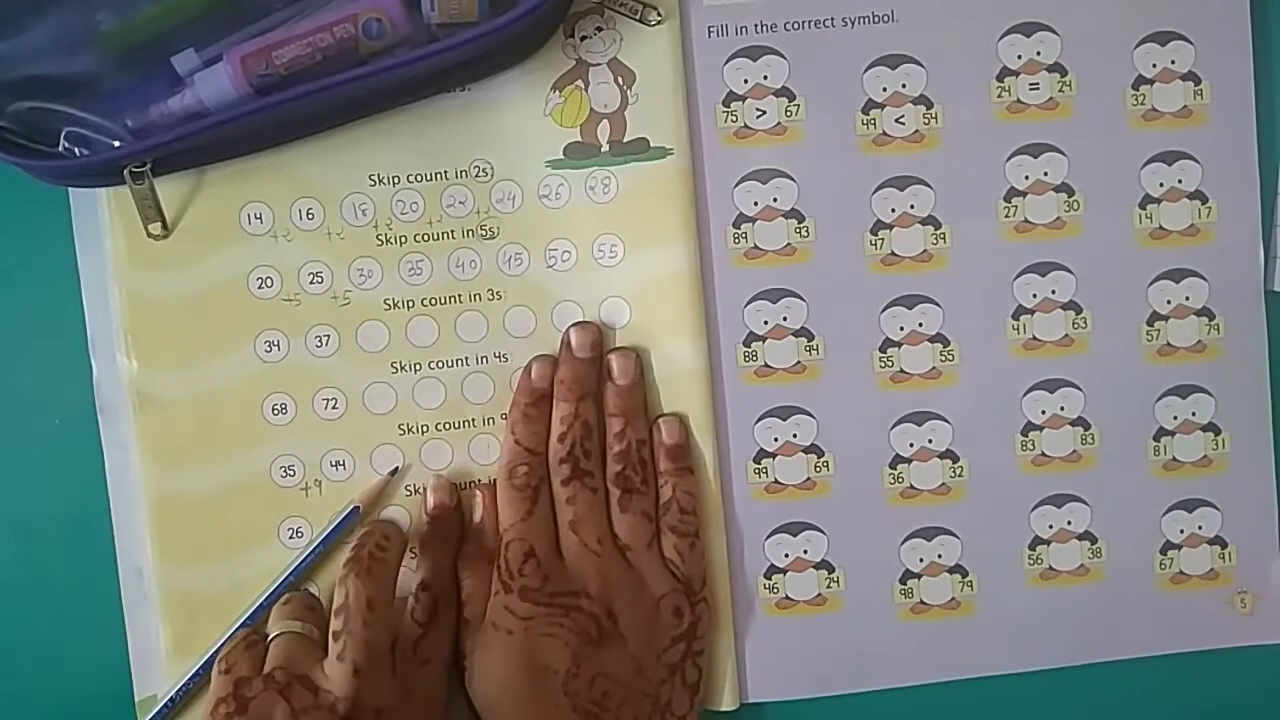 CORRECTION PEN
Skip count in 2s
14 16 18 20 22 24 26 28
+2 +2 +2 +2 +2
Skip count in 5s
20 25 30 35 40 45 50 55
+5 +5
Skip count in 3s
34 37
Skip count in 4s
68 72
Skip count in 9
35 44
+9
26
Fill in the correct symbol.
75 > 67 49 < 54 24 = 24 32 19
89 93 47 39 27 30 14 17
88 94 55 55 41 63 57 79
99 69 36 32 83 83 81 31
46 24 98 79 56 38 67 91
5